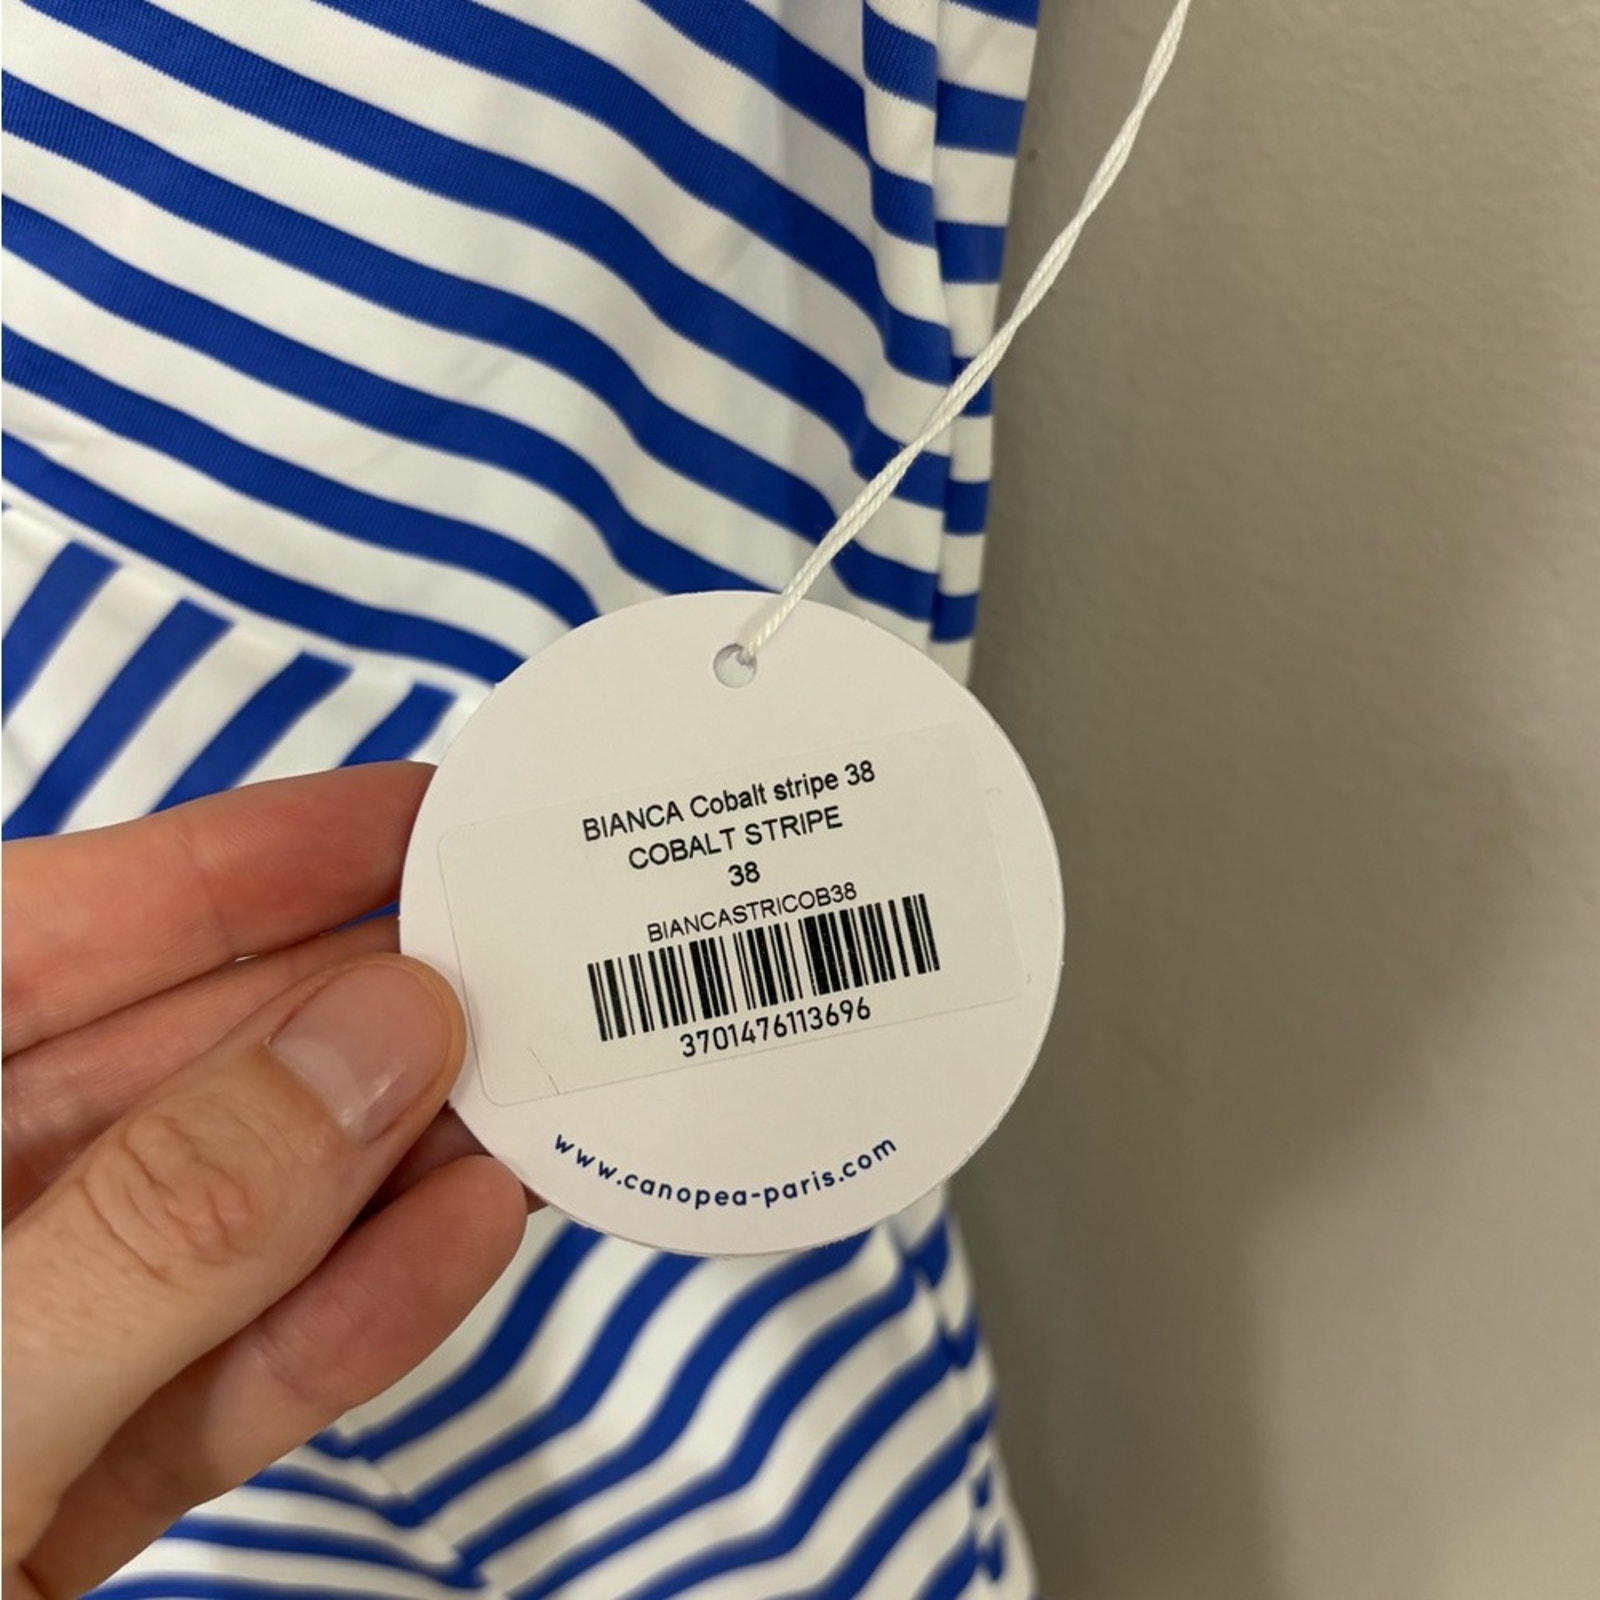 BIANCA Cobalt stripe 38
COBALT STRIPE
38
BIANCASTRICOB38
3701476113696
www.canopea-paris.com